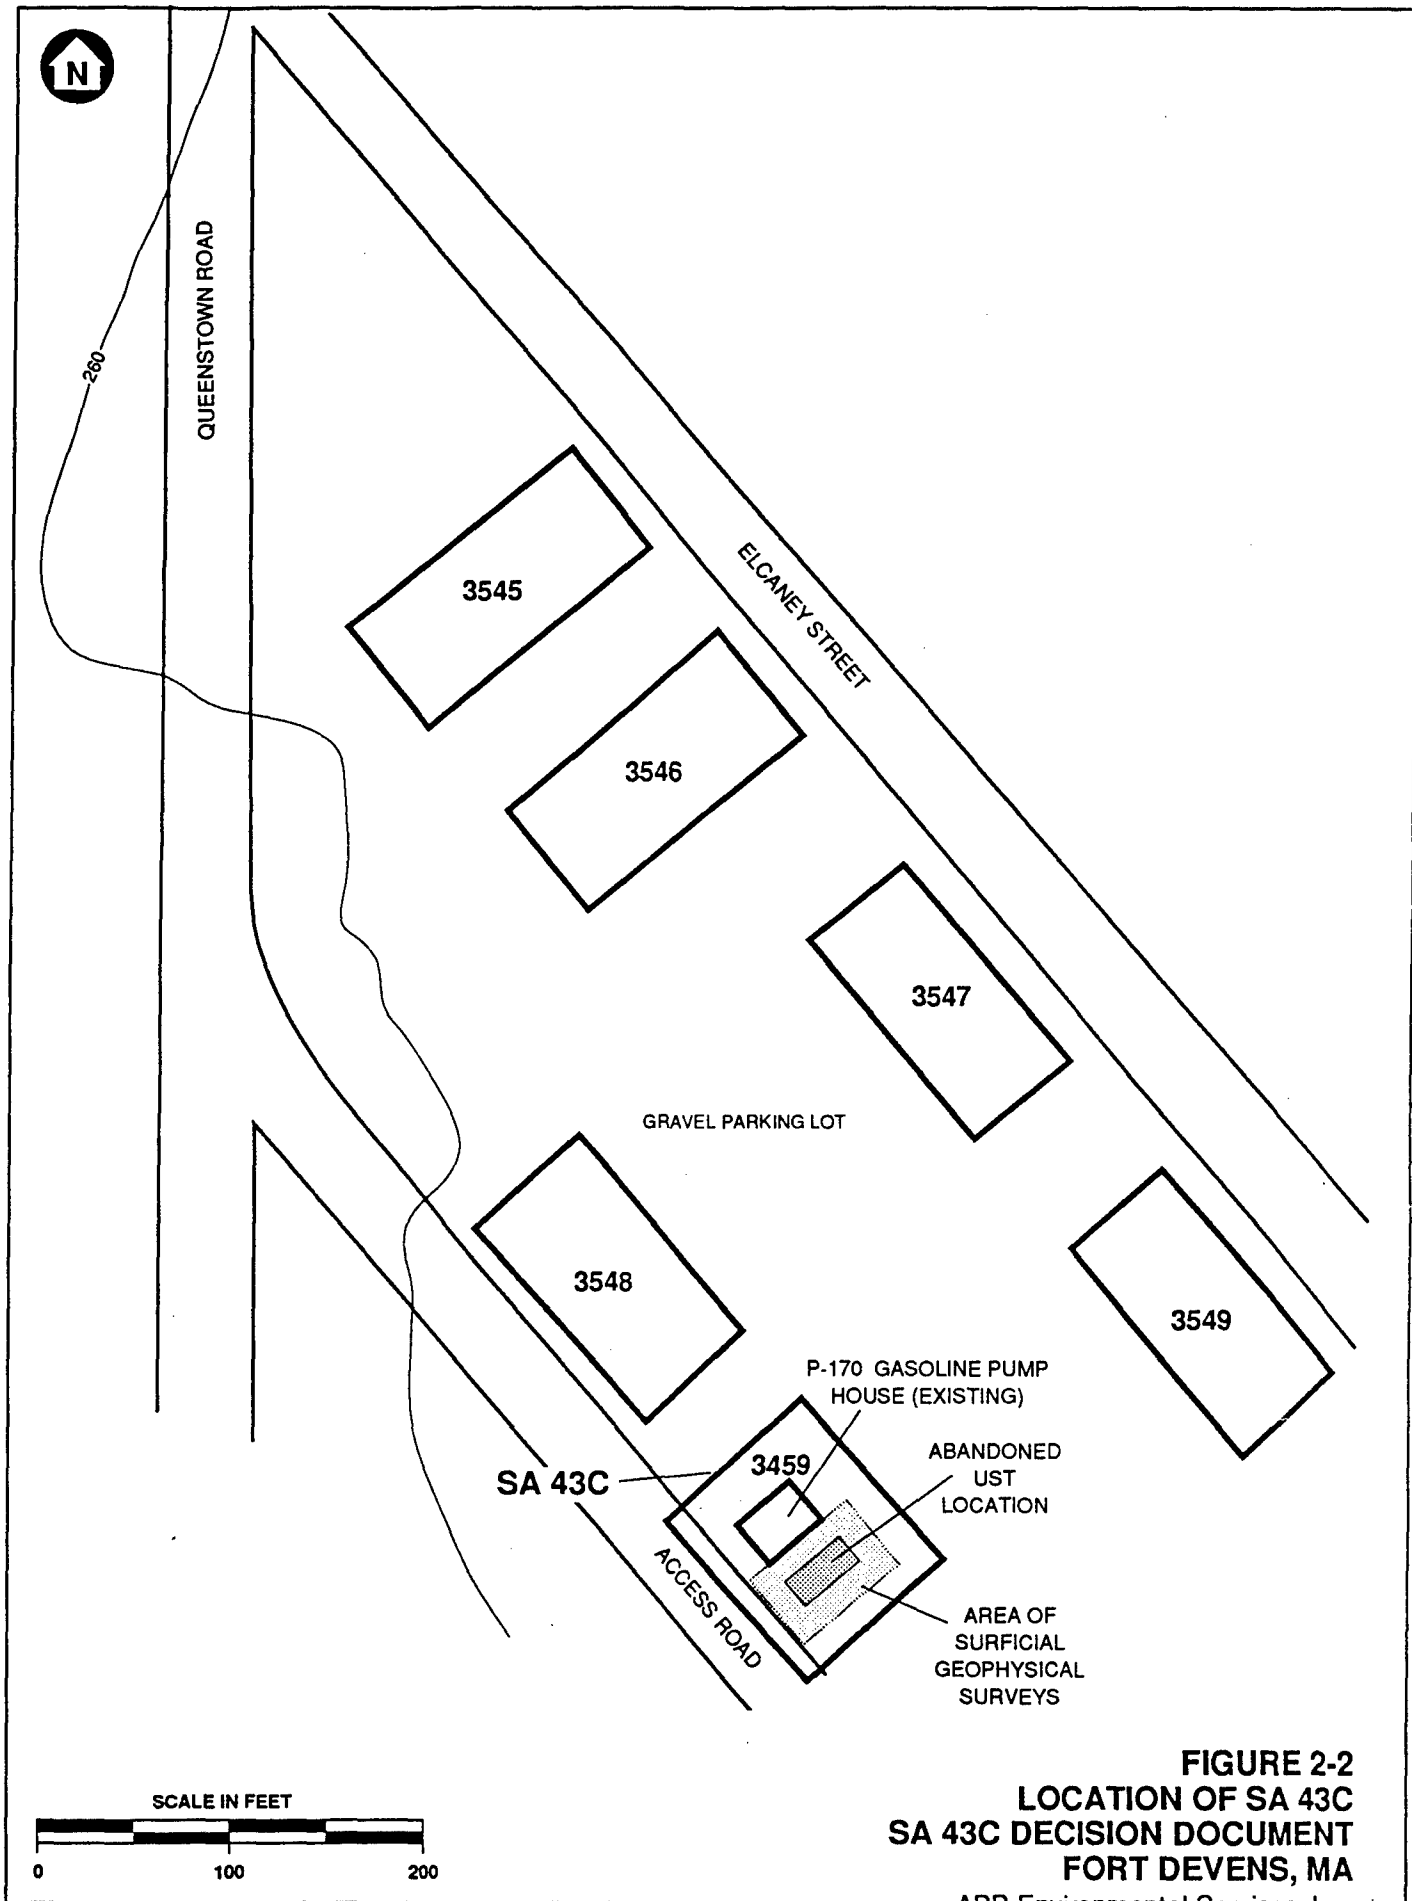 N
QUEENSTOWN ROAD
260
3545
ELCANEY STREET
3546
3547
GRAVEL PARKING LOT
3548
3549
P-170 GASOLINE PUMP
HOUSE (EXISTING)
3459
ABANDONED
UST
LOCATION
SA 43C
ACCESS ROAD
AREA OF
SURFICIAL
GEOPHYSICAL
SURVEYS
FIGURE 2-2
LOCATION OF SA 43C
SA 43C DECISION DOCUMENT
FORT DEVENS, MA
SCALE IN FEET
0 100 200